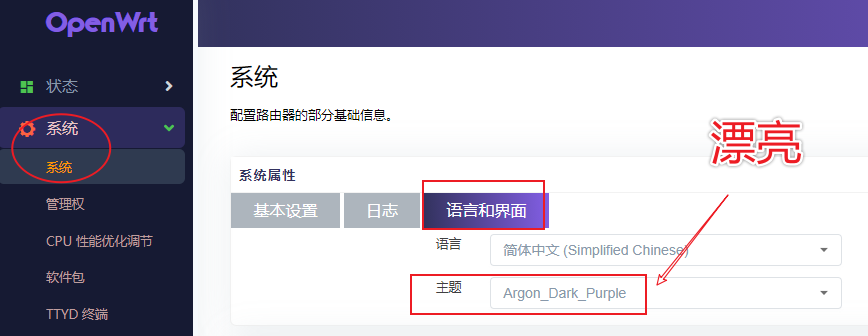 OpenWrt
状态
系统
系统
管理权
CPU 性能优化调节
软件包
TTYD 终端
系统
配置路由器的部分基础信息。
漂亮
系统属性
基本设置
日志
语言和界面
语言
简体中文 (Simplified Chinese)
主题
Argon_Dark_Purple